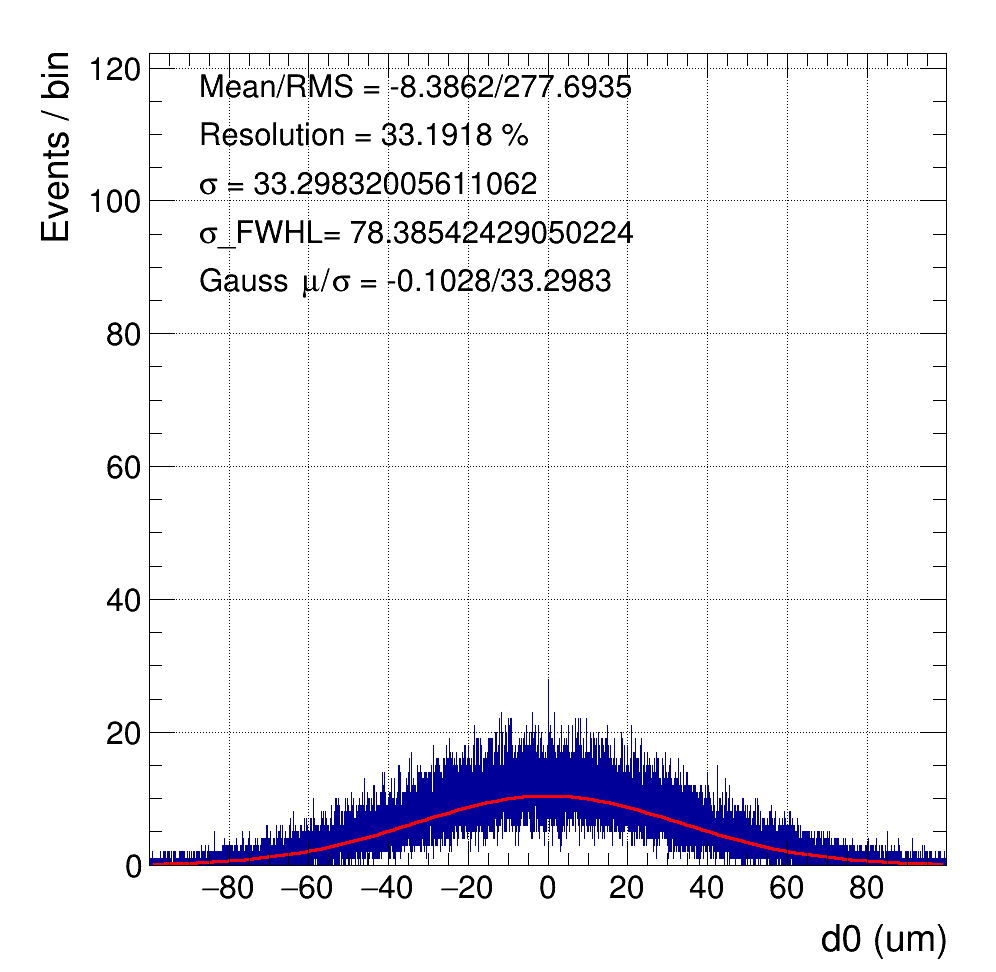 Events / bin
120
Mean/RMS = -8.3862/277.6935
Resolution = 33.1918 %
σ = 33.29832005611062
100
σ_FWHL= 78.38542429050224
Gauss μ/σ = -0.1028/33.2983
80
60
40
20
0
−80 −60 −40 −20 0 20 40 60 80
d0 (um)